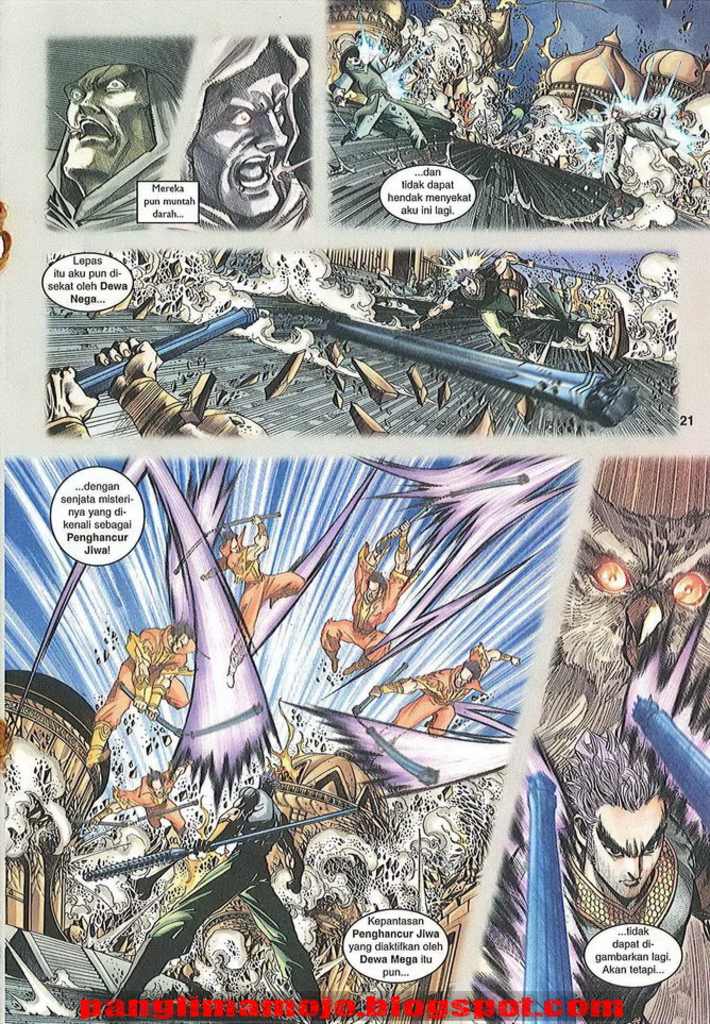 Mereka
pun muntah
darah...
...dan
tidak dapat
hendak menyekat
aku ini lagi.
Lepas
itu aku pun di-
sekat oleh Dewa
Nega...
21
...dengan
senjata misteri-
nya yang di-
kenali sebagai
Penghancur
Jiwa!
Kepantasan
Penghancur Jiwa
yang diaktifkan oleh
Dewa Mega itu
pun...
...tidak
dapat di-
gambarkan lagi.
Akan tetapi...
panglimamojo.blogspot.com